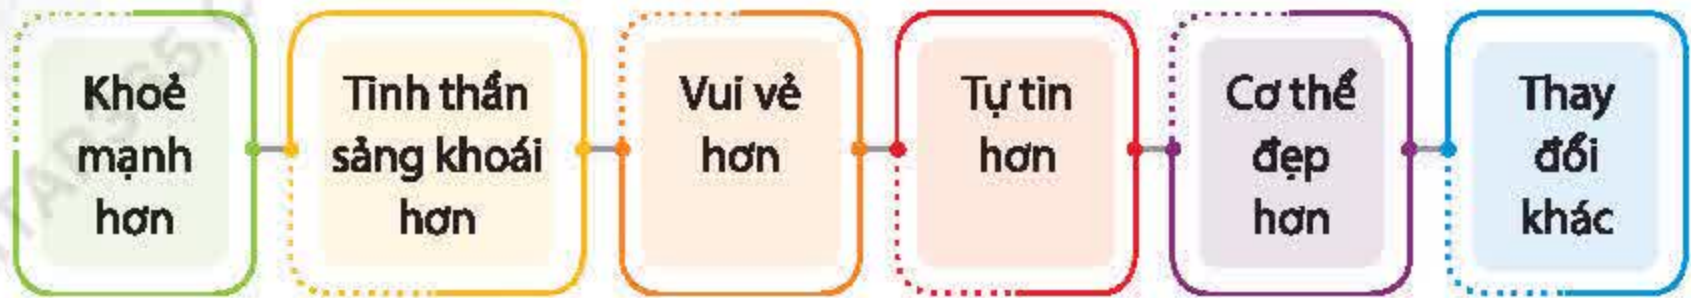 Khoẻ
mạnh
hơn
Tinh thần
sảng khoái
hơn
Vui vẻ
hơn
Tự tin
hơn
Cơ thể
đẹp
hơn
Thay
đổi
khác